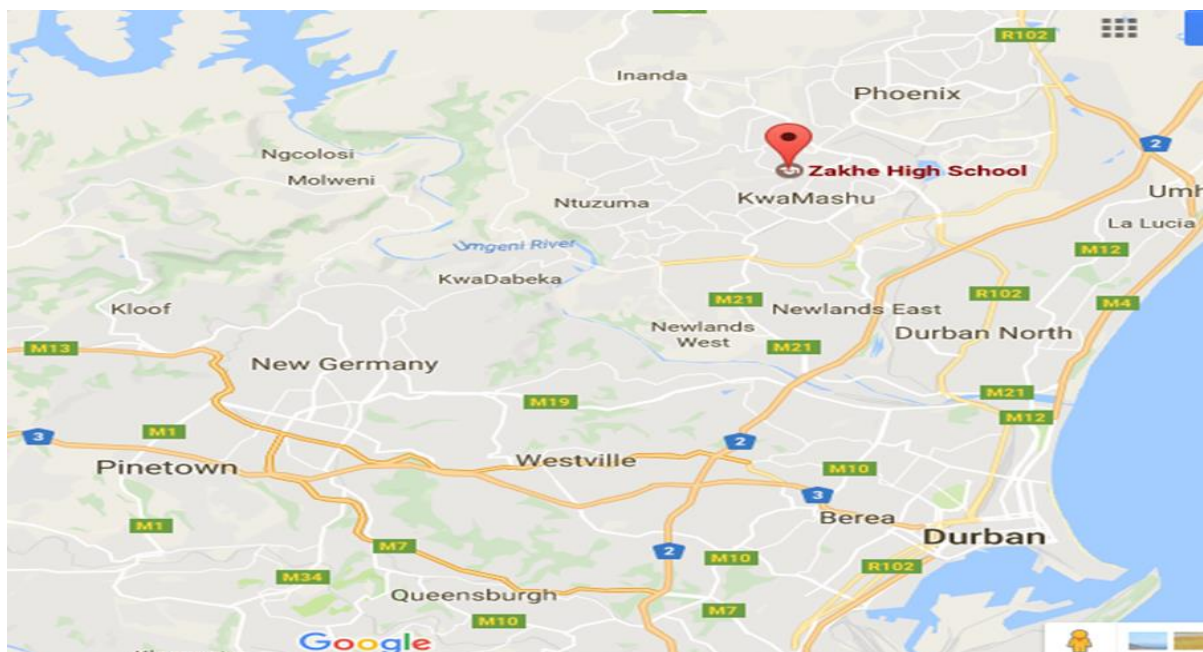 R102
Inanda
Phoenix
2
Ngcolosi
Zakhe High School
Molweni
KwaMashu
Ntuzuma
La Lucia
Umgeni River
M12
KwaDabeka
R102
M21
M4
Kloof
Newlands East
Newlands
West
Durban North
M13
M21
New Germany
M21
M19
M12
M1
3
2
Pinetown
Westville
M10
3
Berea
M1
Durban
M7
2
M10
R102
M34
Queensburgh
M7
M10
Google